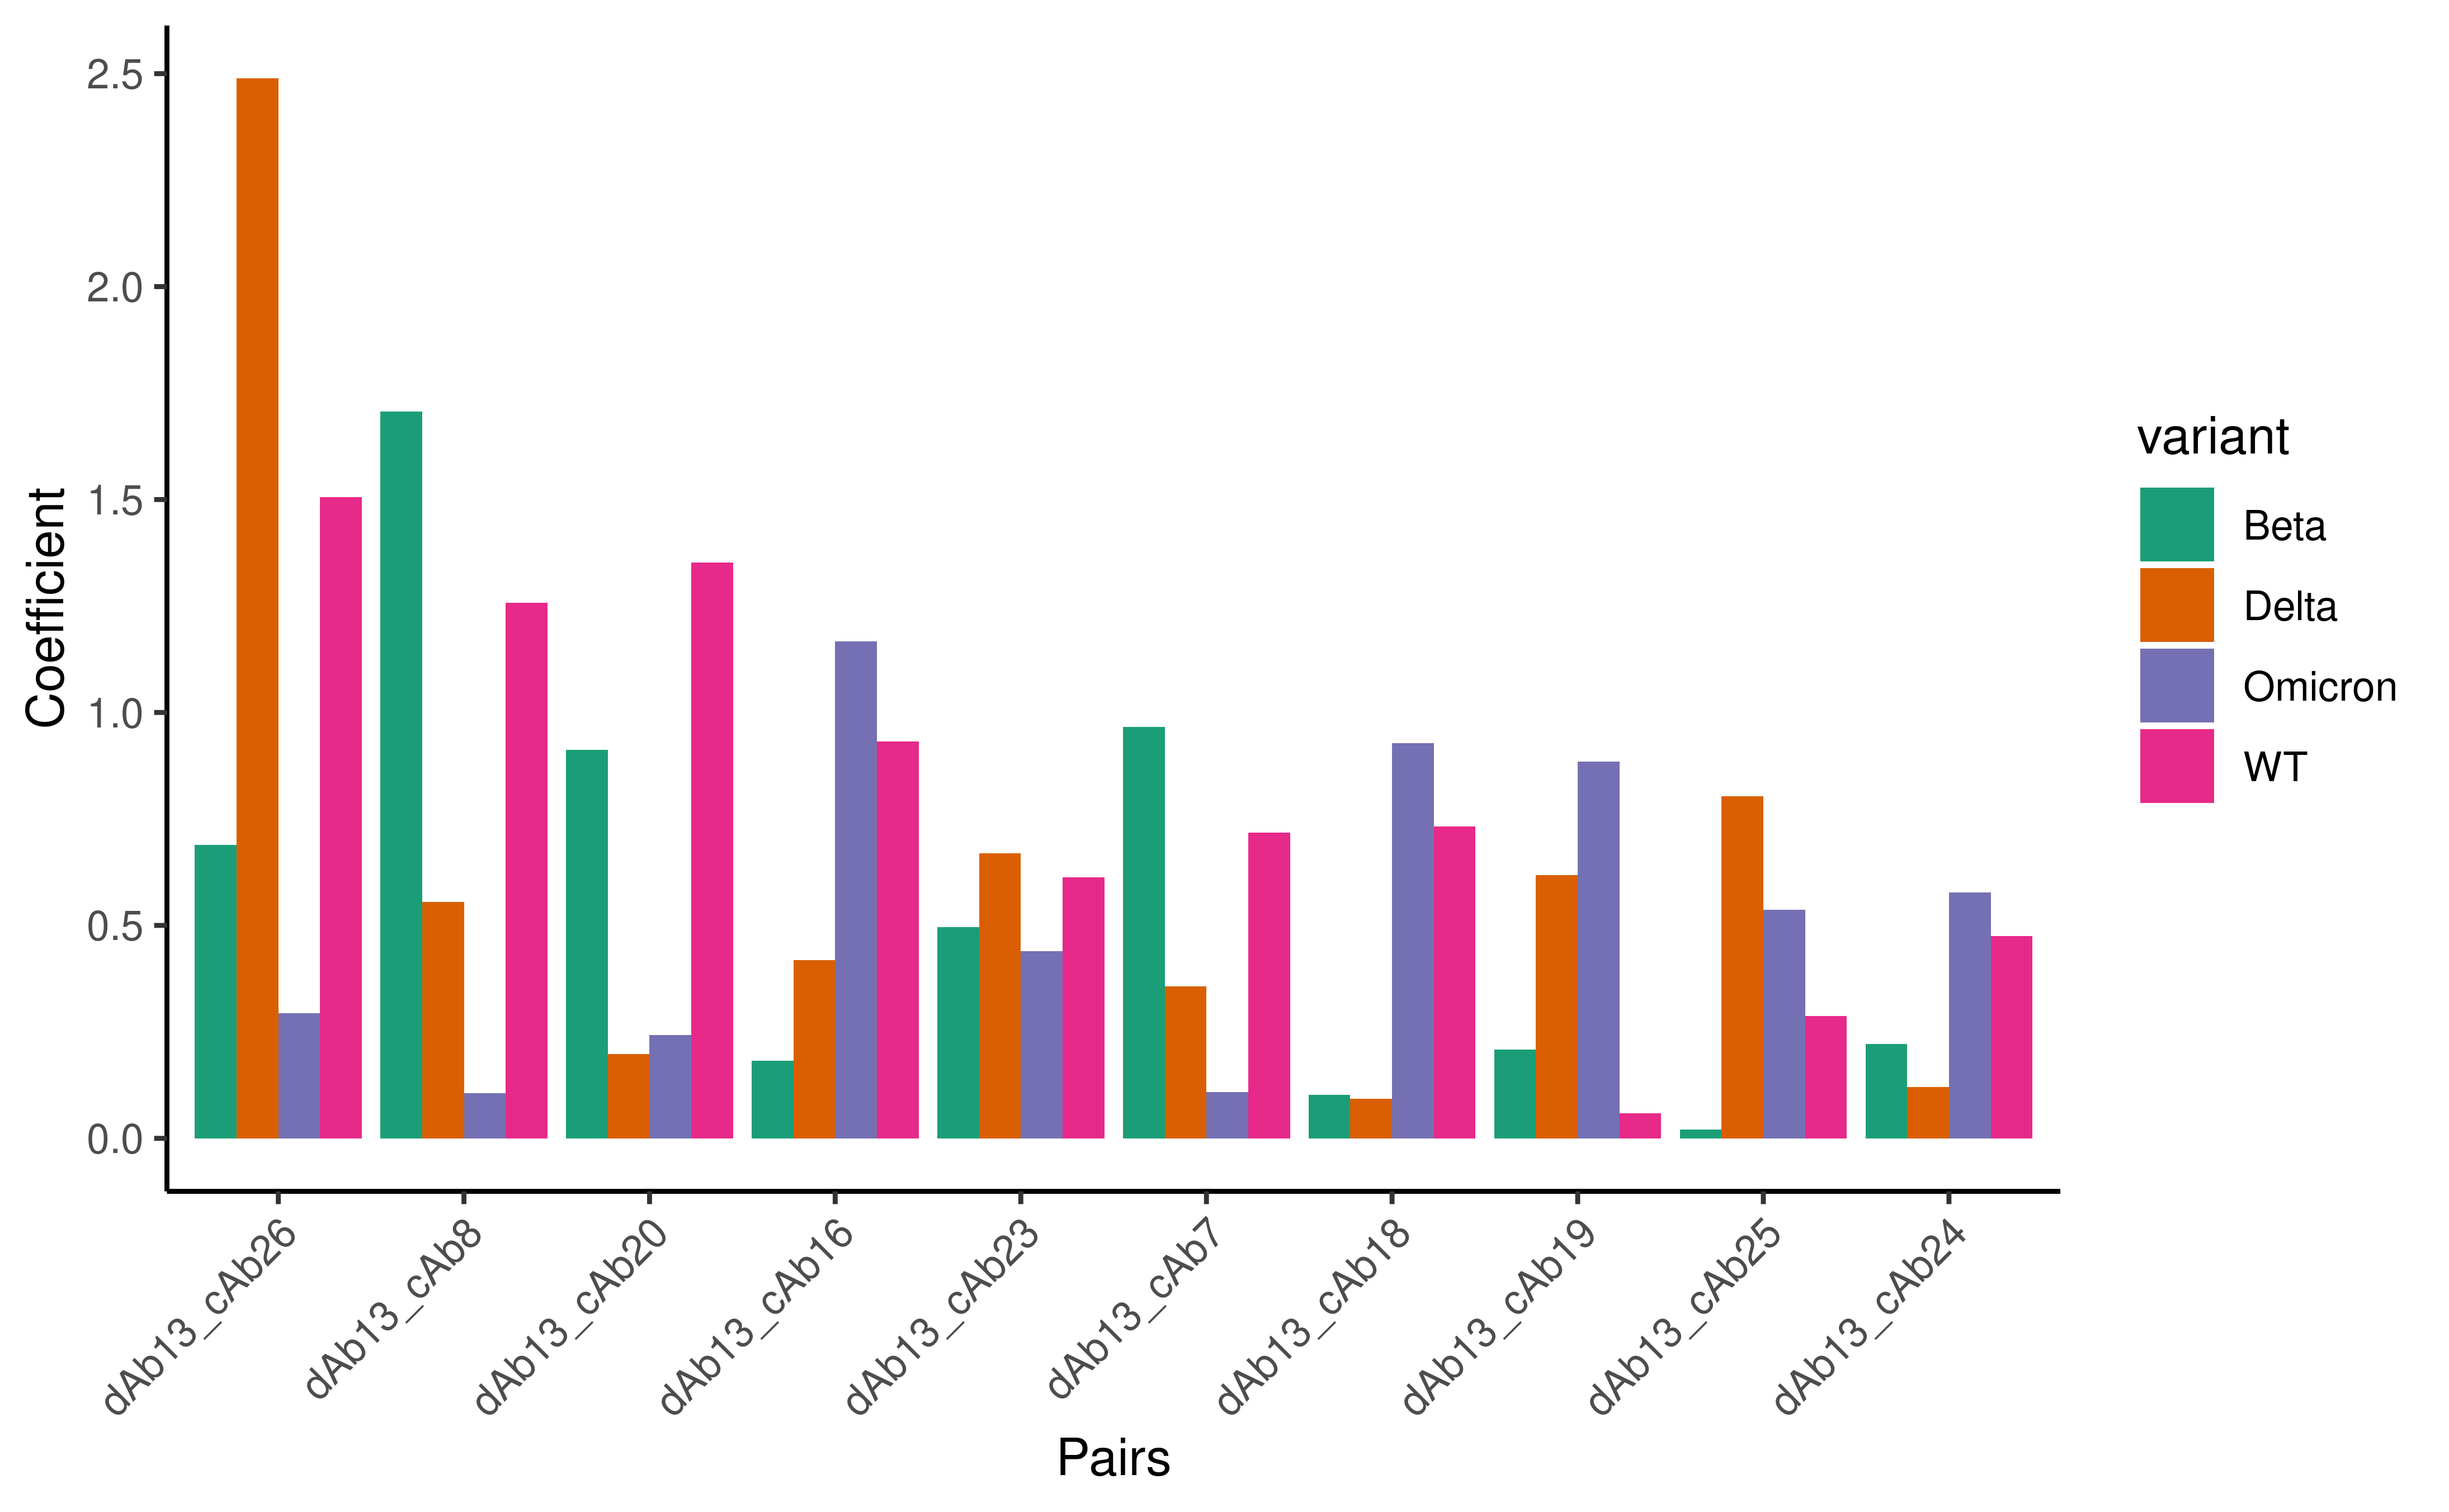 Coefficient
2.5
2.0
1.5
1.0
0.5
0.0
dAb13_cAb26
dAb13_cAb8
dAb13_cAb20
dAb13_cAb16
dAb13_cAb23
dAb13_cAb7
dAb13_cAb18
dAb13_cAb19
dAb13_cAb25
dAb13_cAb24
Pairs
variant
Beta
Delta
Omicron
WT